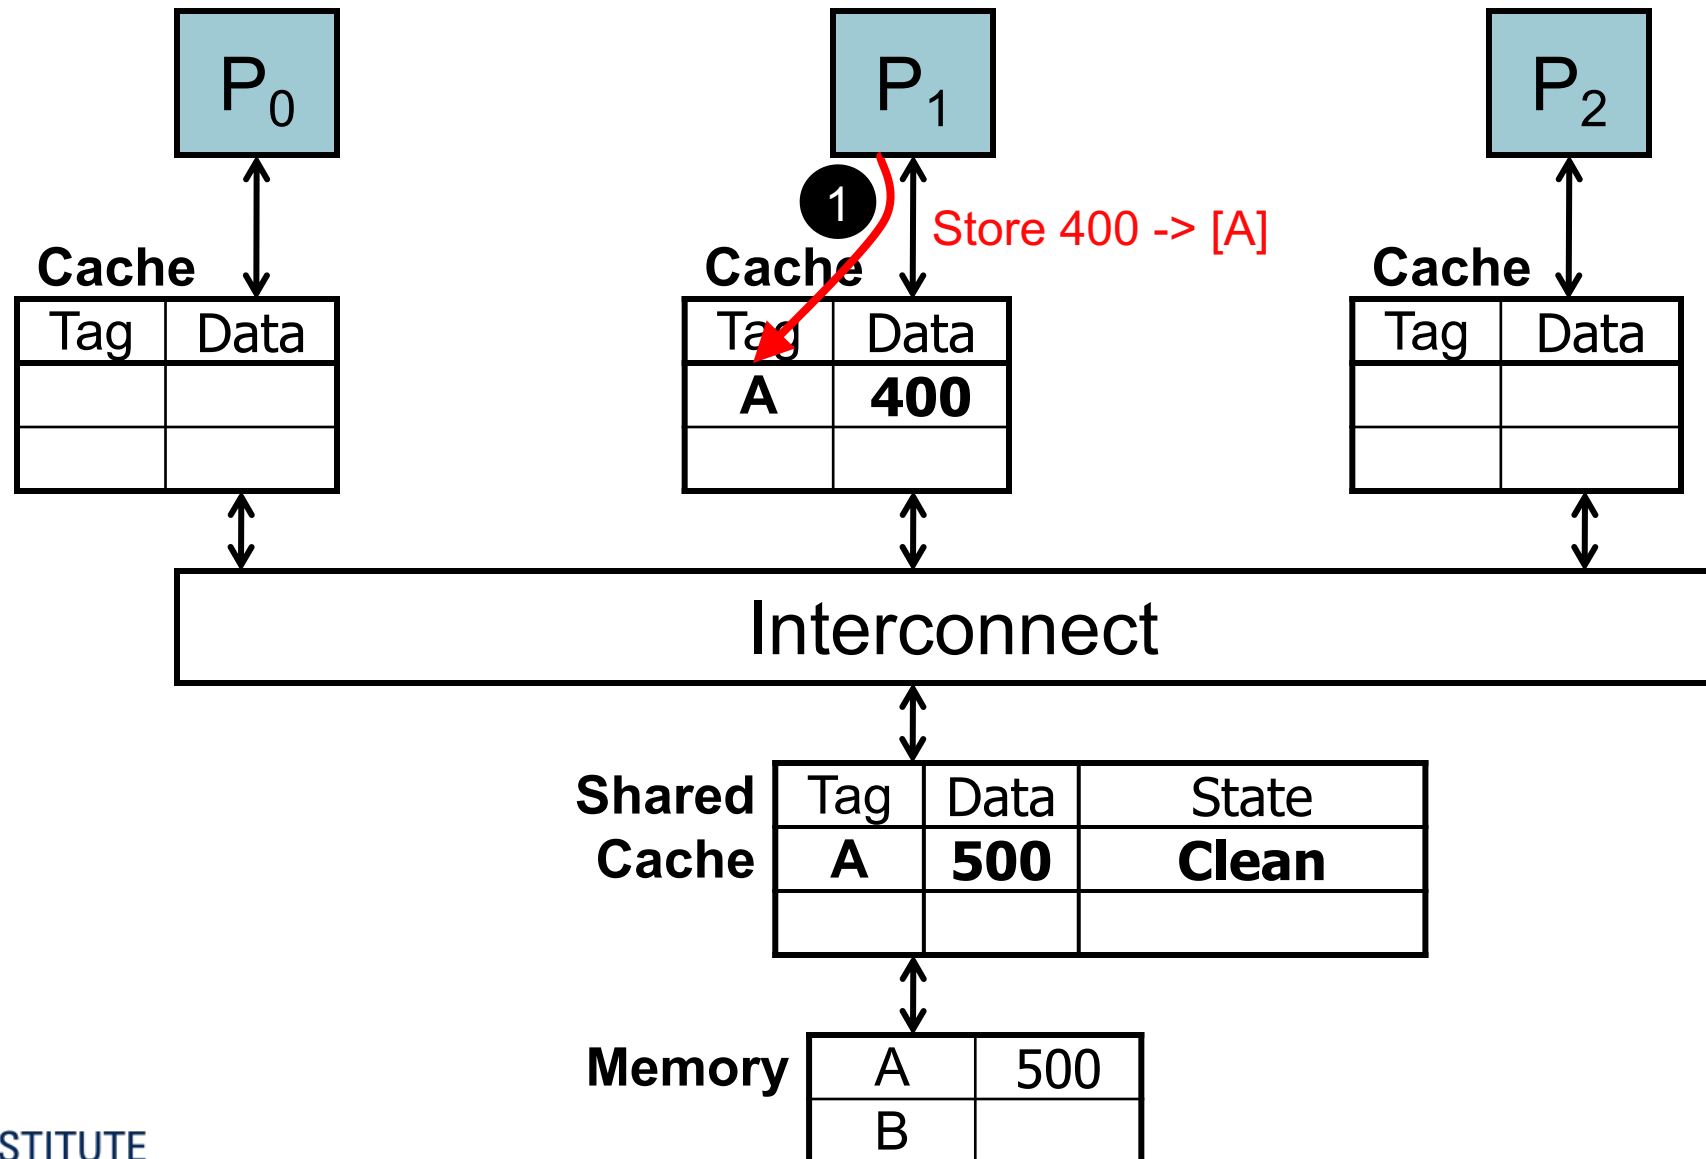 P0
P1
P2
1
Store 400 -> [A]
Cache
Cache
Cache
Tag Data
Tag Data
Tag Data
A 400
Interconnect
Shared Cache
Tag Data State
A 500 Clean
Memory
A 500
B
STITUTE